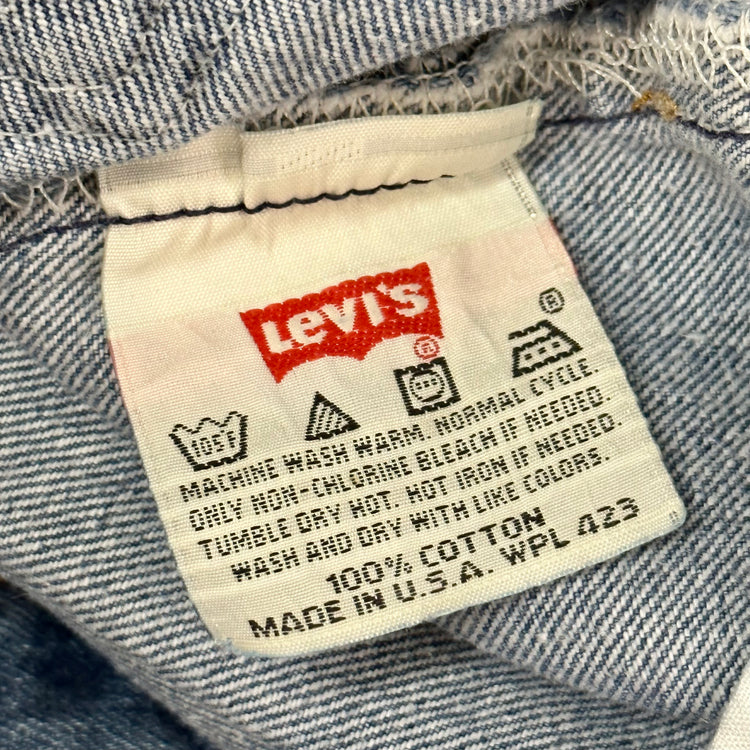 Levi's
®
®
105°F
MACHINE WASH WARM. NORMAL CYCLE.
ONLY NON-CHLORINE BLEACH IF NEEDED.
TUMBLE DRY HOT. HOT IRON IF NEEDED.
WASH AND DRY WITH LIKE COLORS.
100% COTTON
MADE IN U.S.A. WPL 423